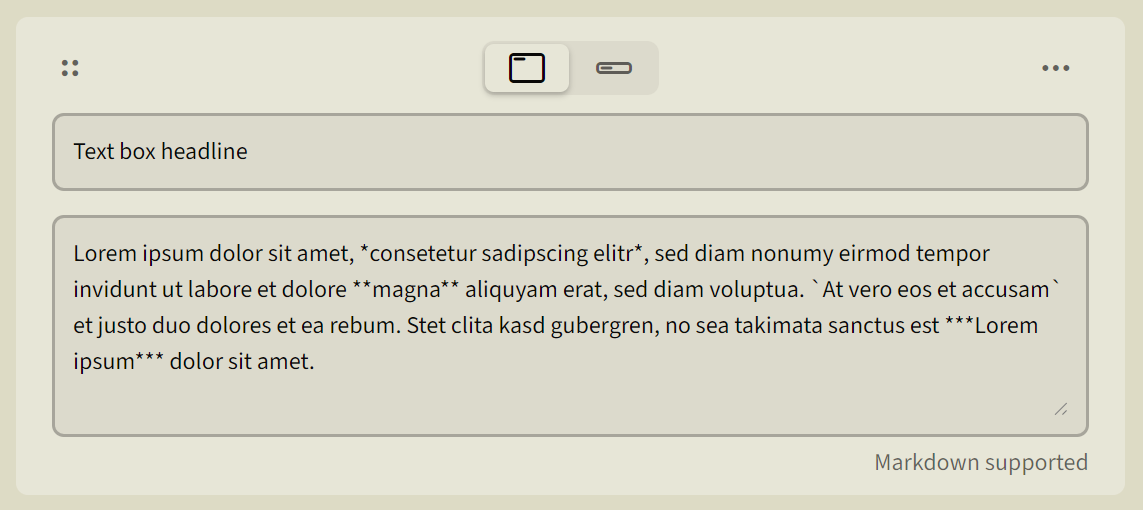 Text box headline
Lorem ipsum dolor sit amet, *consetetur sadipscing elitr*, sed diam nonumy eirmod tempor
invidunt ut labore et dolore **magna** aliquyam erat, sed diam voluptua. `At vero eos et accusam`
et justo duo dolores et ea rebum. Stet clita kasd gubergren, no sea takimata sanctus est ***Lorem
ipsum*** dolor sit amet.
Markdown supported